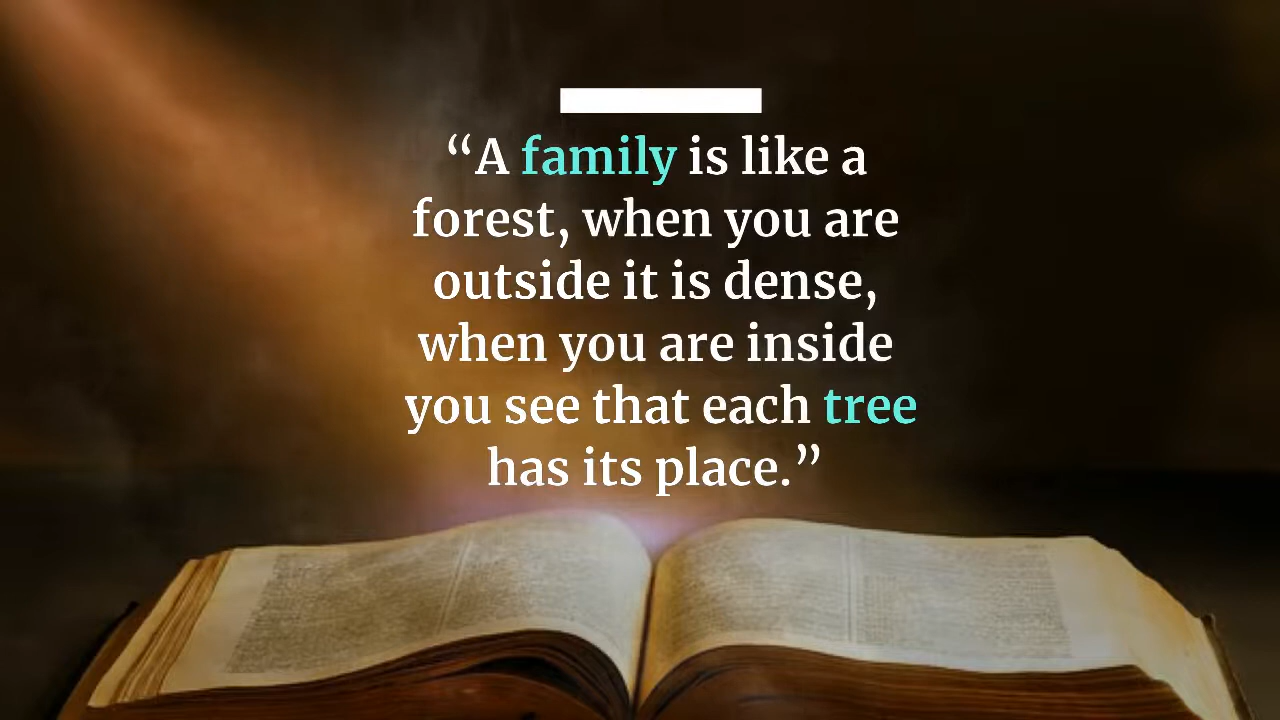 “A family is like a
forest, when you are
outside it is dense,
when you are inside
you see that each tree
has its place.”